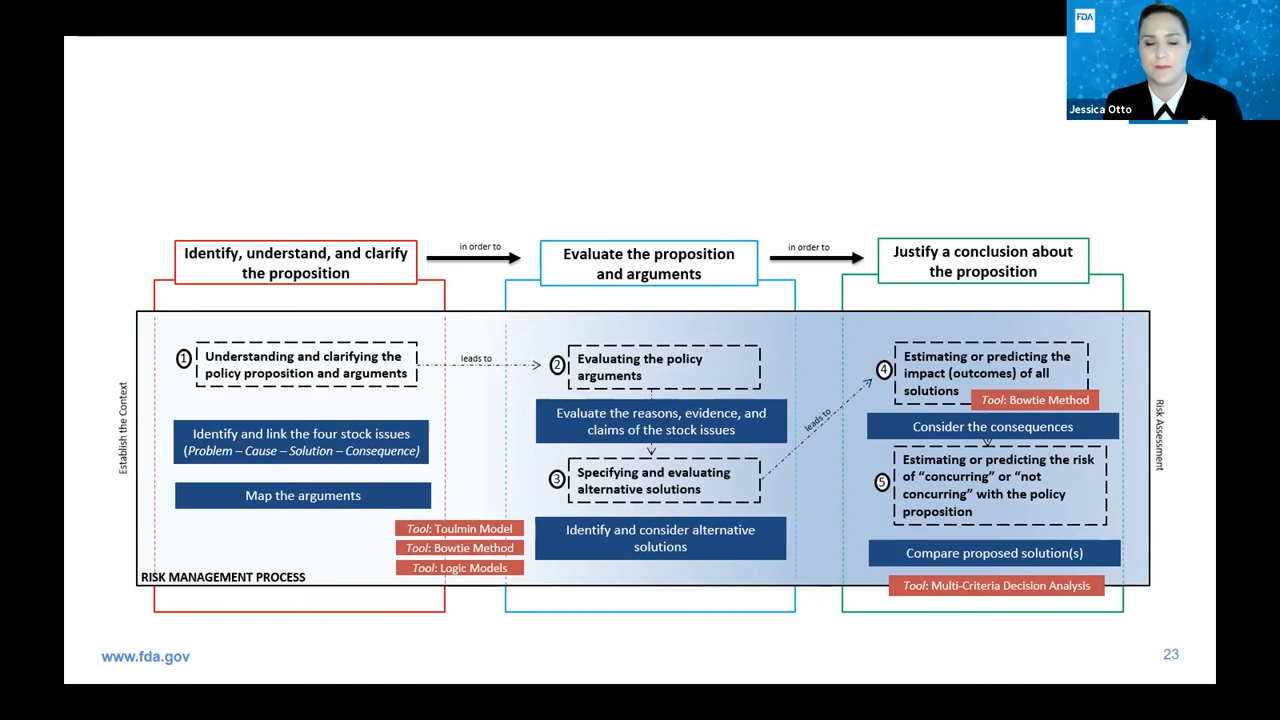 FDA
Jessica Otto
Identify, understand, and clarify
the proposition
in order to
Evaluate the proposition
and arguments
in order to
Justify a conclusion about
the proposition
Establish the Context
1
Understanding and clarifying the
policy proposition and arguments
leads to
Identify and link the four stock issues
(Problem – Cause – Solution – Consequence)
Map the arguments
Tool: Toulmin Model
Tool: Bowtie Method
Tool: Logic Models
RISK MANAGEMENT PROCESS
2
Evaluating the policy
arguments
Evaluate the reasons, evidence, and
claims of the stock issues
3
Specifying and evaluating
alternative solutions
Identify and consider alternative
solutions
leads to
4
Estimating or predicting the
impact (outcomes) of all
solutions
Tool: Bowtie Method
Consider the consequences
5
Estimating or predicting the risk
of “concurring” or “not
concurring” with the policy
proposition
Compare proposed solution(s)
Tool: Multi-Criteria Decision Analysis
Risk Assessment
www.fda.gov
23